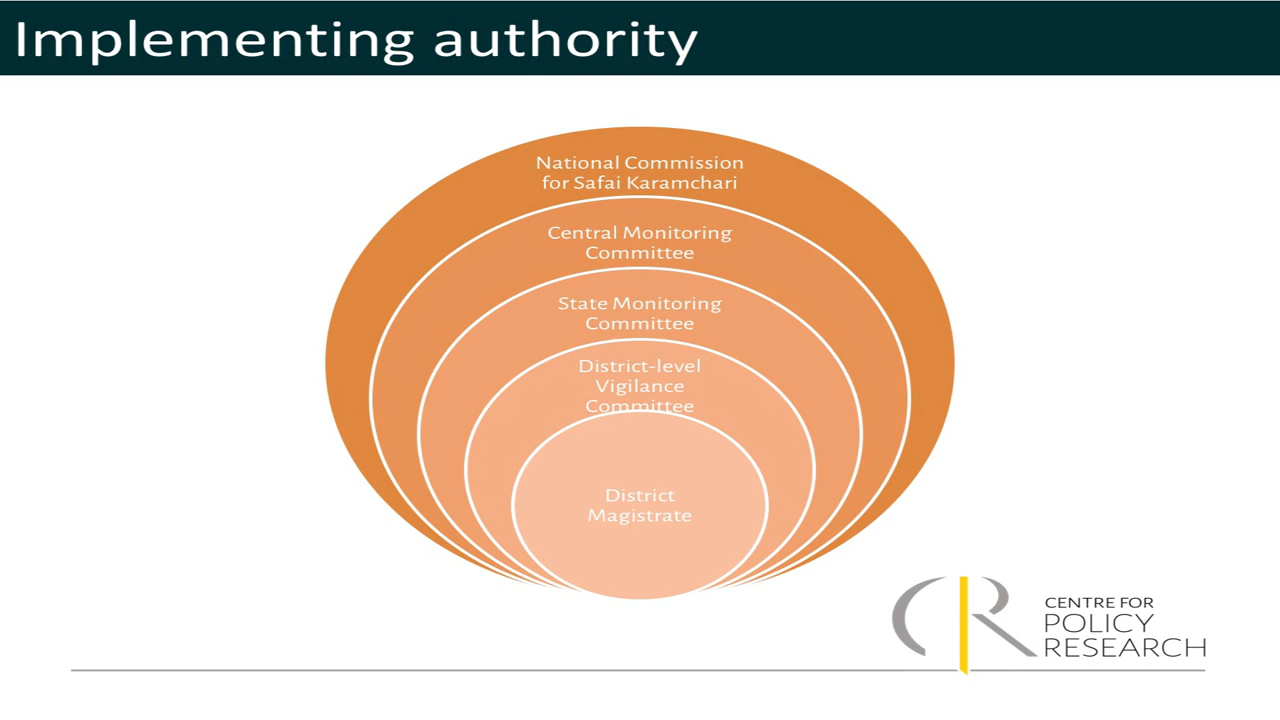 Implementing authority
National Commission
for Safai Karamchari
Central Monitoring
Committee
State Monitoring
Committee
District-level
Vigilance
Committee
District
Magistrate
CENTRE FOR
POLICY
RESEARCH